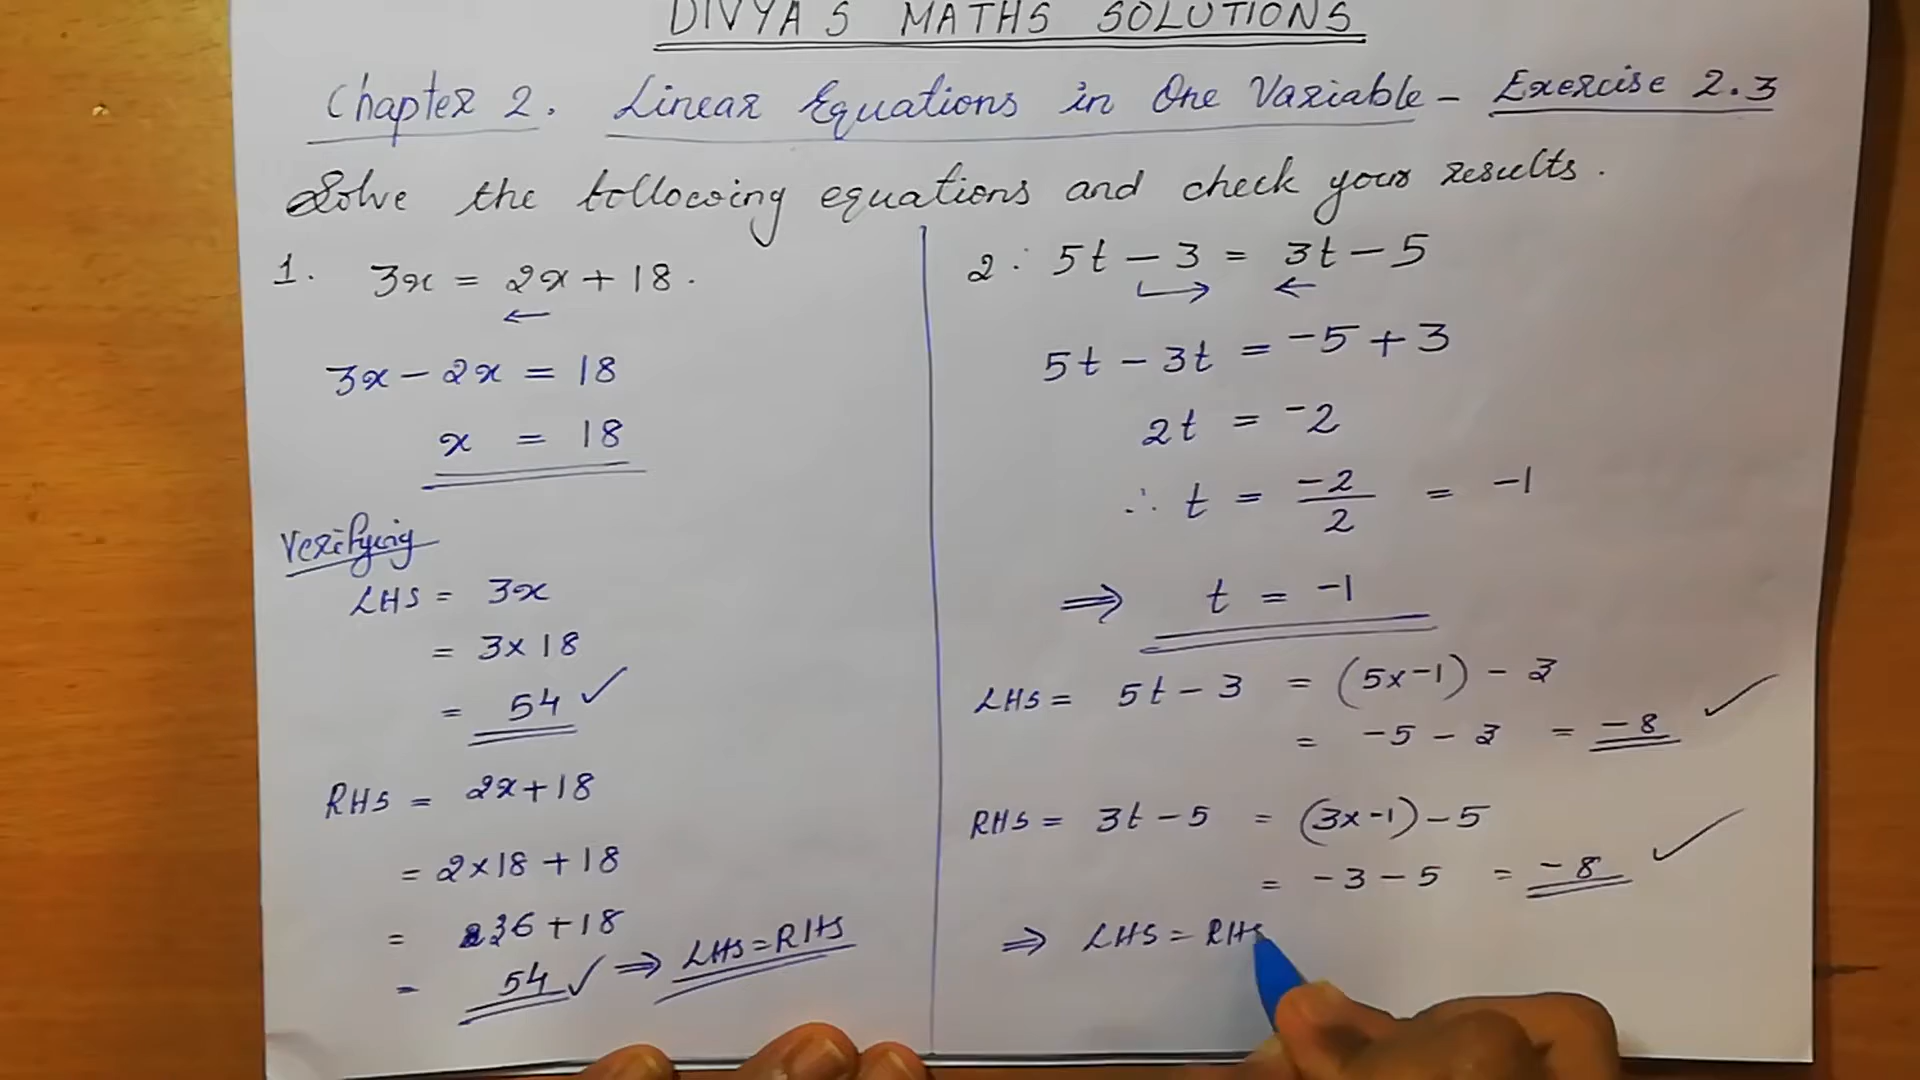 DIVYA'S MATHS SOLUTIONS
Chapter 2. Linear Equations in One Variable - Exercise 2.3
Solve the following equations and check your results.
1. 3x = 2x + 18.
←
3x - 2x = 18
x = 18
Verifying
LHS = 3x
= 3 × 18
= 54 ✓
RHS = 2x + 18
= 2 × 18 + 18
= 36 + 18
= 54 ✓ ⇒ LHS = RHS
2. 5t - 3 = 3t - 5
→ ←
5t - 3t = -5 + 3
2t = -2
∴ t = -2/2 = -1
⇒ t = -1
LHS = 5t - 3 = (5x-1) - 3
= -5 - 3 = -8 ✓
RHS = 3t - 5 = (3x-1) - 5
= -3 - 5 = -8 ✓
⇒ LHS = RHS